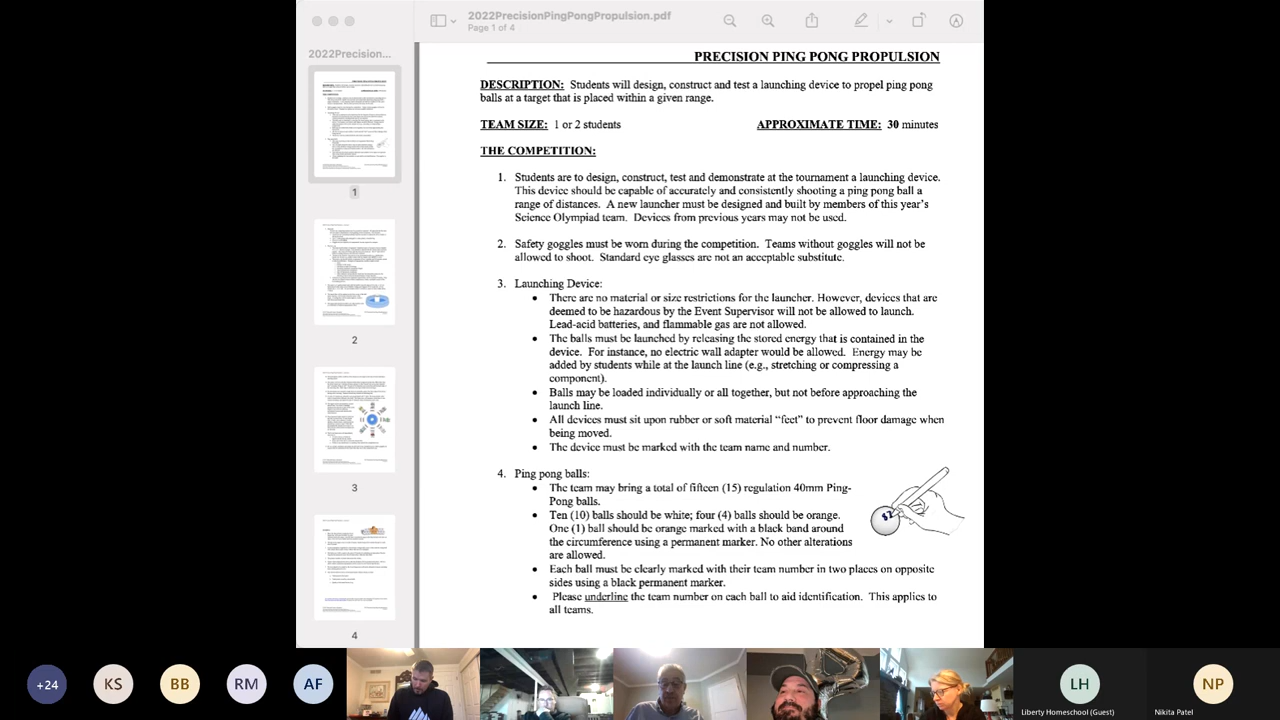 2022PrecisionPingPongPropulsion.pdf
Page 1 of 4
2022Precision...
1
2
3
4
PRECISION PING PONG PROPULSION
DESCRIPTION: Students will design, construct and test a launching device to propel ping pong
balls at a target that is placed within a given range.
TEAM SIZE: 1 or 2 students APPROXIMATE TIME: 30 minutes
THE COMPETITION:
1. Students are to design, construct, test and demonstrate at the tournament a launching device.
This device should be capable of accurately and consistently shooting a ping pong ball a
range of distances. A new launcher must be designed and built by members of this year's
Science Olympiad team. Devices from previous years may not be used.
2. Safety goggles must be worn during the competition. Teams without goggles will not be
allowed to shoot. Standard eye glasses are not an acceptable substitute.
3. Launching Device:
• There are no material or size restrictions for the launcher. However, devices that are
deemed to be hazardous by the Event Supervisor will not be allowed to launch.
Lead-acid batteries, and flammable gas are not allowed.
• The balls must be launched by releasing the stored energy that is contained in the
device. For instance, no electric wall adapter would be allowed. Energy may be
added by students while at the launch line (e.g., stretching or compressing a
component).
• Balls may be loaded individually or all together, but not before approaching the
launch line.
• All devices must sit upon rubber or soft material "feet" to prevent floor damage when
being moved.
• The device must be marked with the team name and number.
4. Ping pong balls:
• The team may bring a total of fifteen (15) regulation 40mm Ping-
Pong balls.
• Ten (10) balls should be white; four (4) balls should be orange.
One (1) ball should be orange marked with a black band around
the circumference using a permanent marker. No other alterations
are allowed.
• Each ball must be clearly marked with their team number in two places on opposite
sides using a black permanent marker.
• Please underline the team number on each ball to aid identification. This applies to
all teams.
12
+24
KS
BB
RM
AF
LH
Liberty Homeschool (Guest)
NP
Nikita Patel